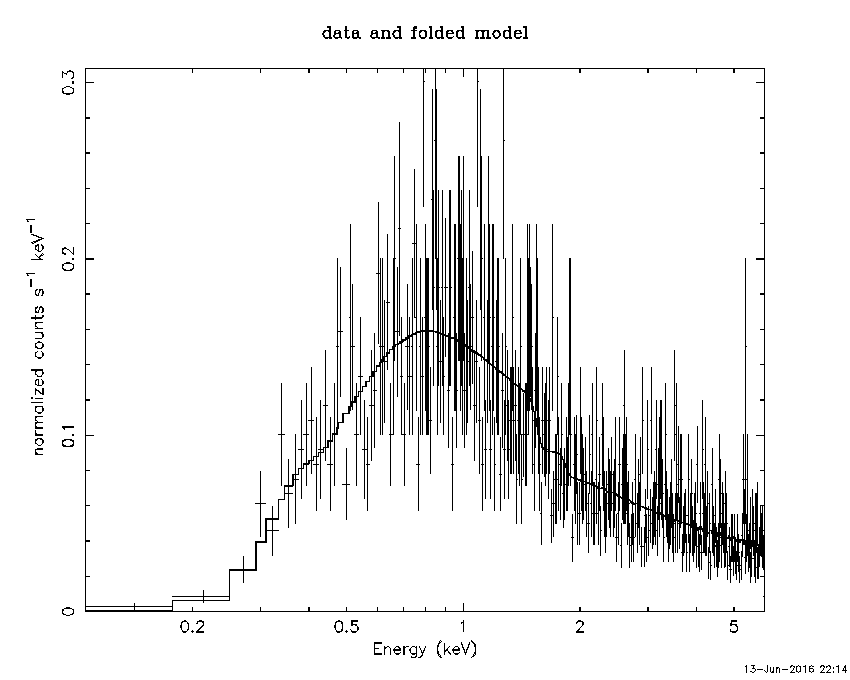 data and folded model
0.3
0.2
0.1
0
normalized counts s⁻¹ keV⁻¹
0.2 0.5 1 2 5
Energy (keV)
13-Jun-2016 22:14